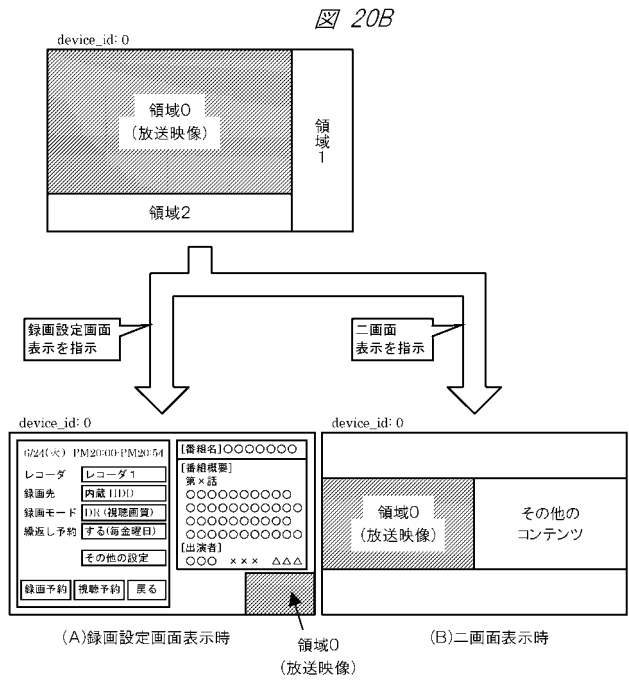 図 20B
device_id: 0
領域0
(放送映像)
領域1
領域2
録画設定画面
表示を指示
二画面
表示を指示
device_id: 0
6/24(火) PM20:00-PM20:54
レコーダ レコーダ1
録画先 内蔵HDD
録画モード DR(視聴画質)
繰返し予約 する(毎金曜日)
その他の設定
録画予約 視聴予約 戻る
[番組名]○○○○○○○
[番組概要]
第×話
○○○○○○○○○○
○○○○○○○○○○○
○○○○○○○○○○○
○○○○○○○○○○○
[出演者]
○○○ ××× △△△
領域0
(放送映像)
(A)録画設定画面表示時
device_id: 0
領域0
(放送映像)
その他の
コンテンツ
(B)二画面表示時